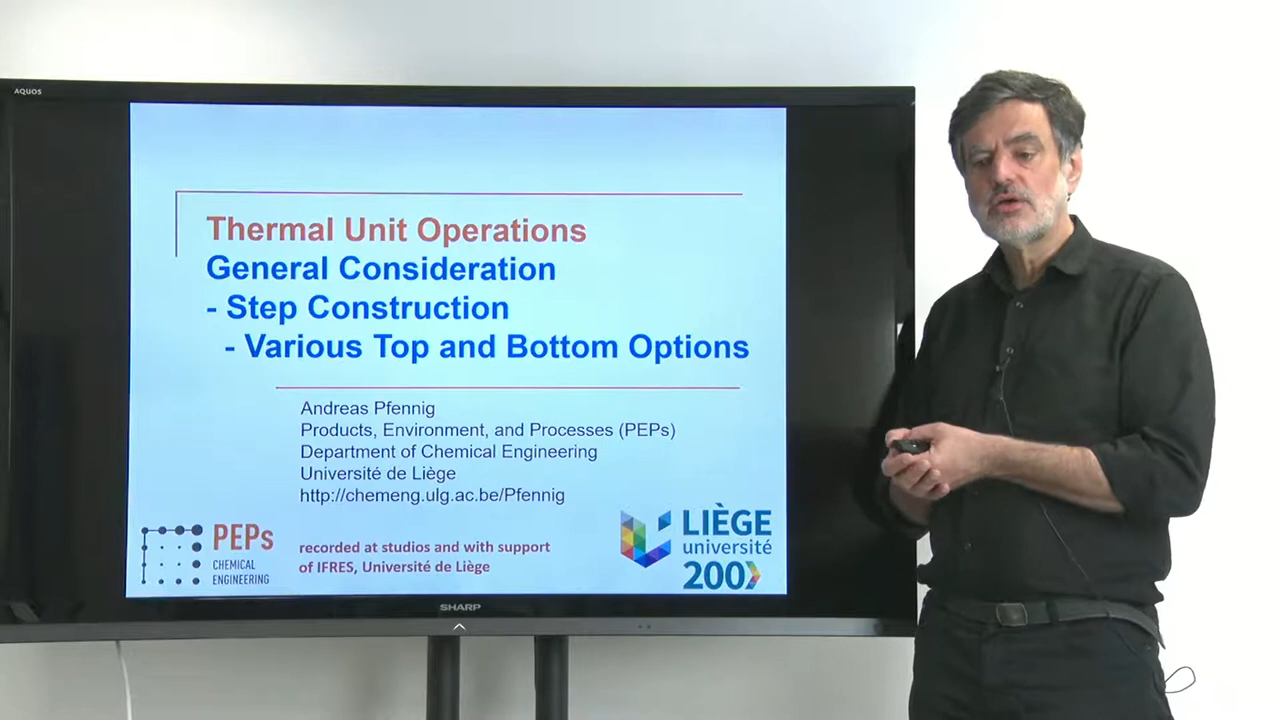 AQUOS
Thermal Unit Operations
General Consideration
- Step Construction
- Various Top and Bottom Options
Andreas Pfennig
Products, Environment, and Processes (PEPs)
Department of Chemical Engineering
Université de Liège
http://chemeng.ulg.ac.be/Pfennig
PEPs
CHEMICAL
ENGINEERING
recorded at studios and with support
of IFRES, Université de Liège
LIÈGE
université
200
SHARP